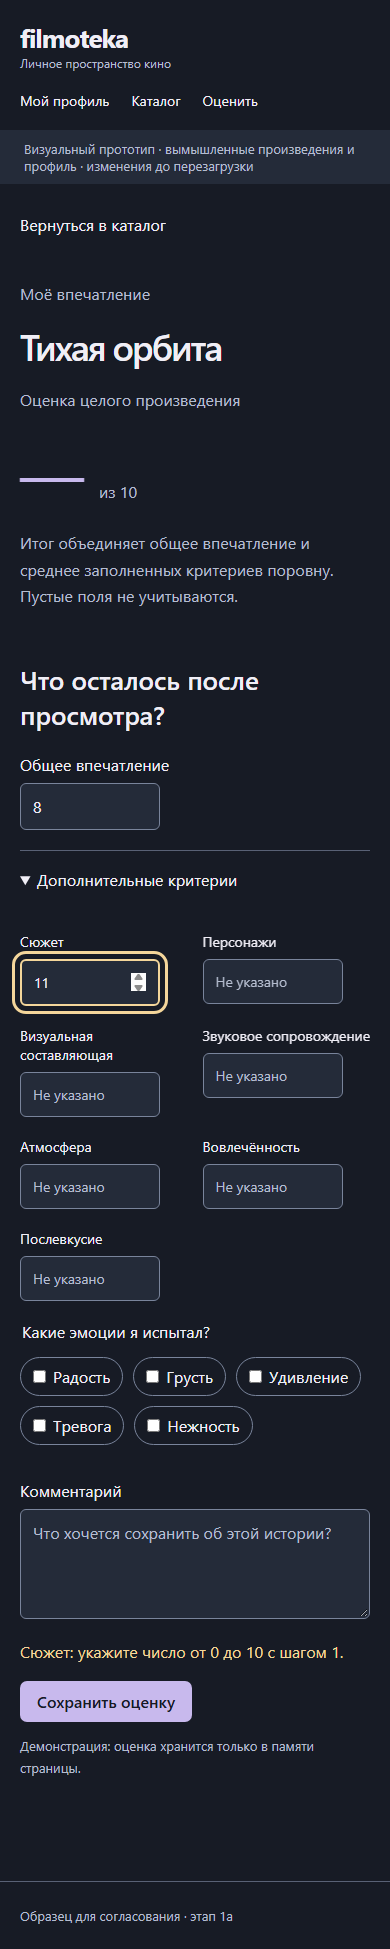 filmoteka
Личное пространство кино
Мой профиль Каталог Оценить
Визуальный прототип · вымышленные произведения и
профиль · изменения до перезагрузки
Вернуться в каталог
Моё впечатление
Тихая орбита
Оценка целого произведения
— из 10
Итог объединяет общее впечатление и
среднее заполненных критериев поровну.
Пустые поля не учитываются.
Что осталось после
просмотра?
Общее впечатление
8
▼ Дополнительные критерии
Сюжет Персонажи
11 Не указано
Визуальная
составляющая
Звуковое сопровождение
Не указано Не указано
Атмосфера Вовлечённость
Не указано Не указано
Послевкусие
Не указано
Какие эмоции я испытал?
Радость Грусть Удивление
Тревога Нежность
Комментарий
Что хочется сохранить об этой истории?
Сюжет: укажите число от 0 до 10 с шагом 1.
Сохранить оценку
Демонстрация: оценка хранится только в памяти
страницы.
Образец для согласования · этап 1а